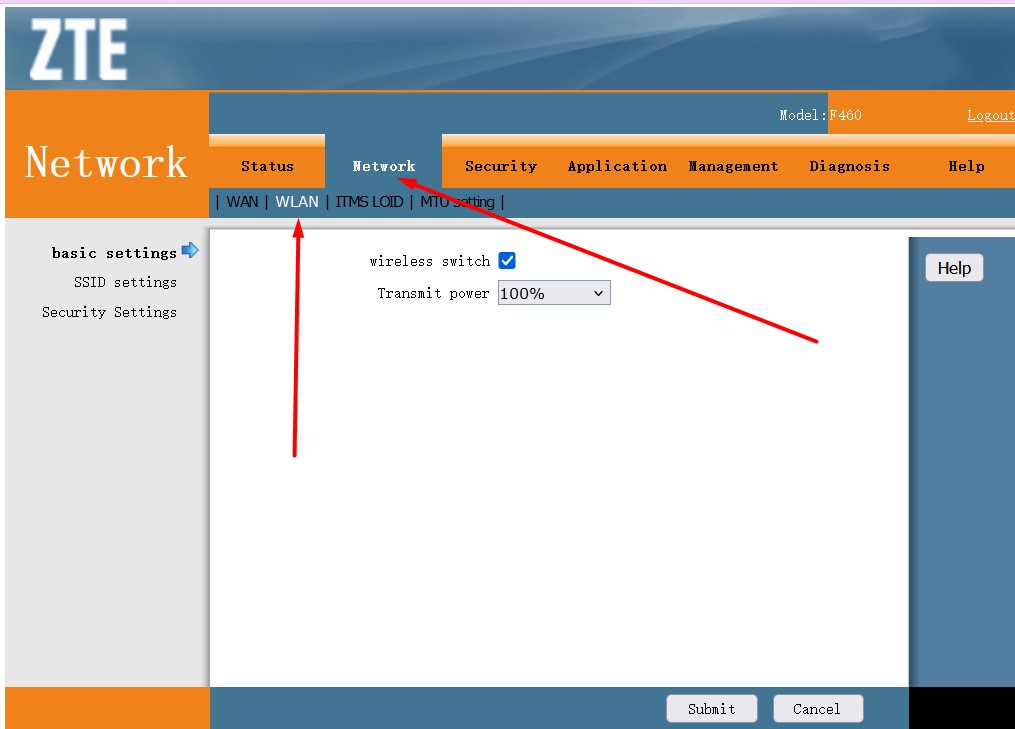 ZTE
Model:F460 Logout
Network
Status Network Security Application Management Diagnosis Help
| WAN | WLAN | ITMS LOID | MTU setting |
basic settings
SSID settings
Security Settings
wireless switch
Transmit power 100%
Help
Submit Cancel